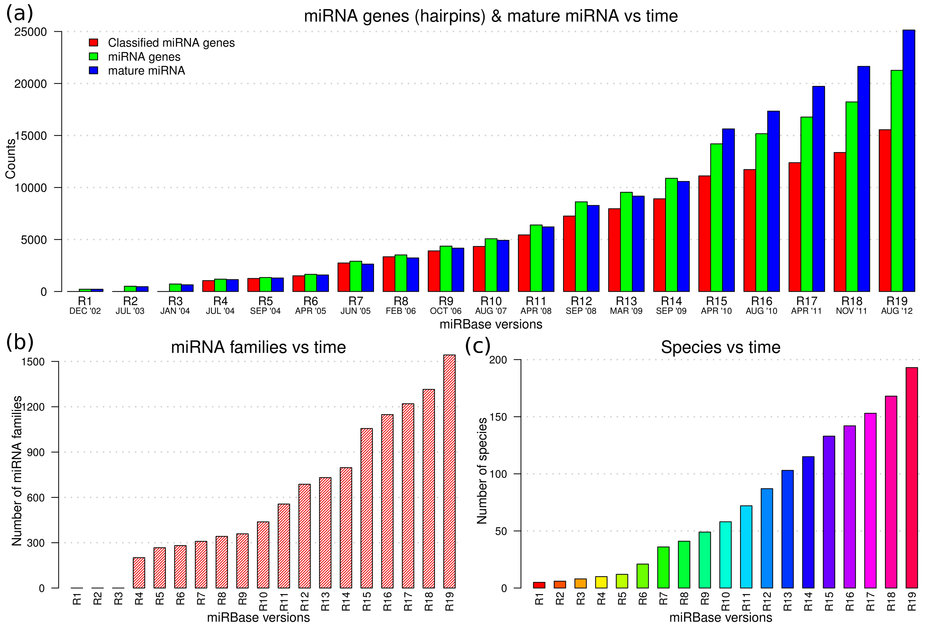 (a)
miRNA genes (hairpins) & mature miRNA vs time
Classified miRNA genes
miRNA genes
mature miRNA
Counts
25000
20000
15000
10000
5000
0
R1 R2 R3 R4 R5 R6 R7 R8 R9 R10 R11 R12 R13 R14 R15 R16 R17 R18 R19
DEC '02 JUL '03 JAN '04 JUL '04 SEP '04 APR '05 JUN '05 FEB '06 OCT '06 AUG '07 APR '08 SEP '08 MAR '09 SEP '09 APR '10 AUG '10 APR '11 NOV '11 AUG '12
miRBase versions
(b)
miRNA families vs time
Number of miRNA families
1500
1200
900
600
300
0
R1 R2 R3 R4 R5 R6 R7 R8 R9 R10 R11 R12 R13 R14 R15 R16 R17 R18 R19
miRBase versions
(c)
Species vs time
Number of species
200
150
100
50
0
R1 R2 R3 R4 R5 R6 R7 R8 R9 R10 R11 R12 R13 R14 R15 R16 R17 R18 R19
miRBase versions